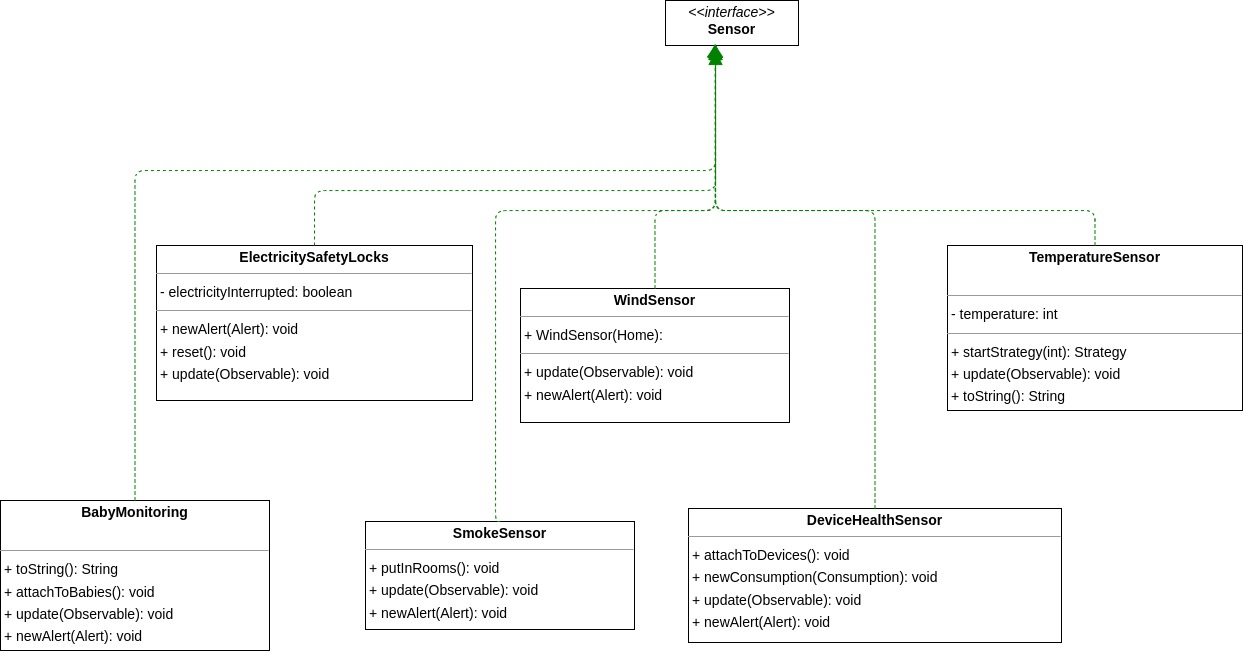 <<interface>>
Sensor
ElectricitySafetyLocks
- electricityInterrupted: boolean
+ newAlert(Alert): void
+ reset(): void
+ update(Observable): void
WindSensor
+ WindSensor(Home):
+ update(Observable): void
+ newAlert(Alert): void
TemperatureSensor
- temperature: int
+ startStrategy(int): Strategy
+ update(Observable): void
+ toString(): String
BabyMonitoring
+ toString(): String
+ attachToBabies(): void
+ update(Observable): void
+ newAlert(Alert): void
SmokeSensor
+ putInRooms(): void
+ update(Observable): void
+ newAlert(Alert): void
DeviceHealthSensor
+ attachToDevices(): void
+ newConsumption(Consumption): void
+ update(Observable): void
+ newAlert(Alert): void